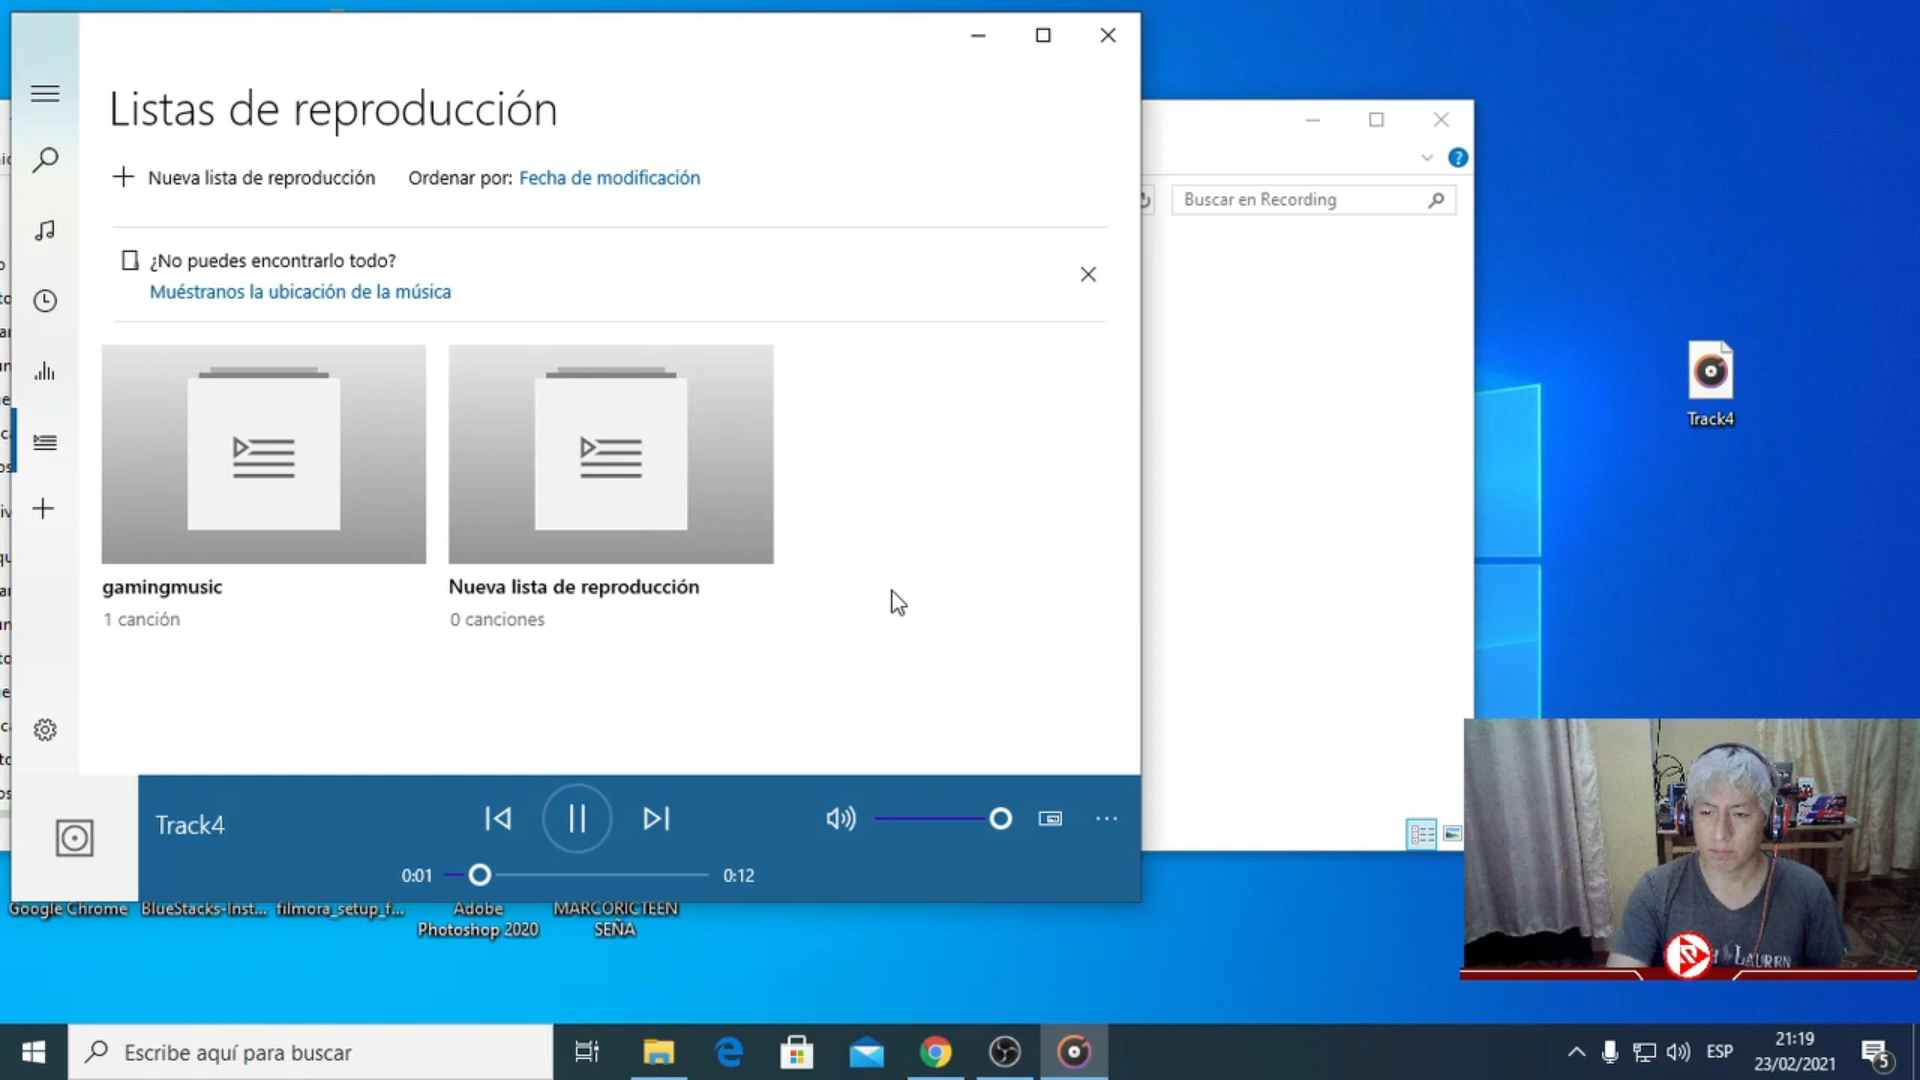 Listas de reproducción
Nueva lista de reproducción
Ordenar por: Fecha de modificación
¿No puedes encontrarlo todo?
Muéstranos la ubicación de la música
Buscar en Recording
Track4
gamingmusic
1 canción
Nueva lista de reproducción
0 canciones
Track4
0:01
0:12
Google Chrome
BlueStacks-Inst...
filmora_setup_f...
Adobe
Photoshop 2020
MARCORICTEEN
SEÑA
LAURRN
Escribe aquí para buscar
ESP
21:19
23/02/2021
5